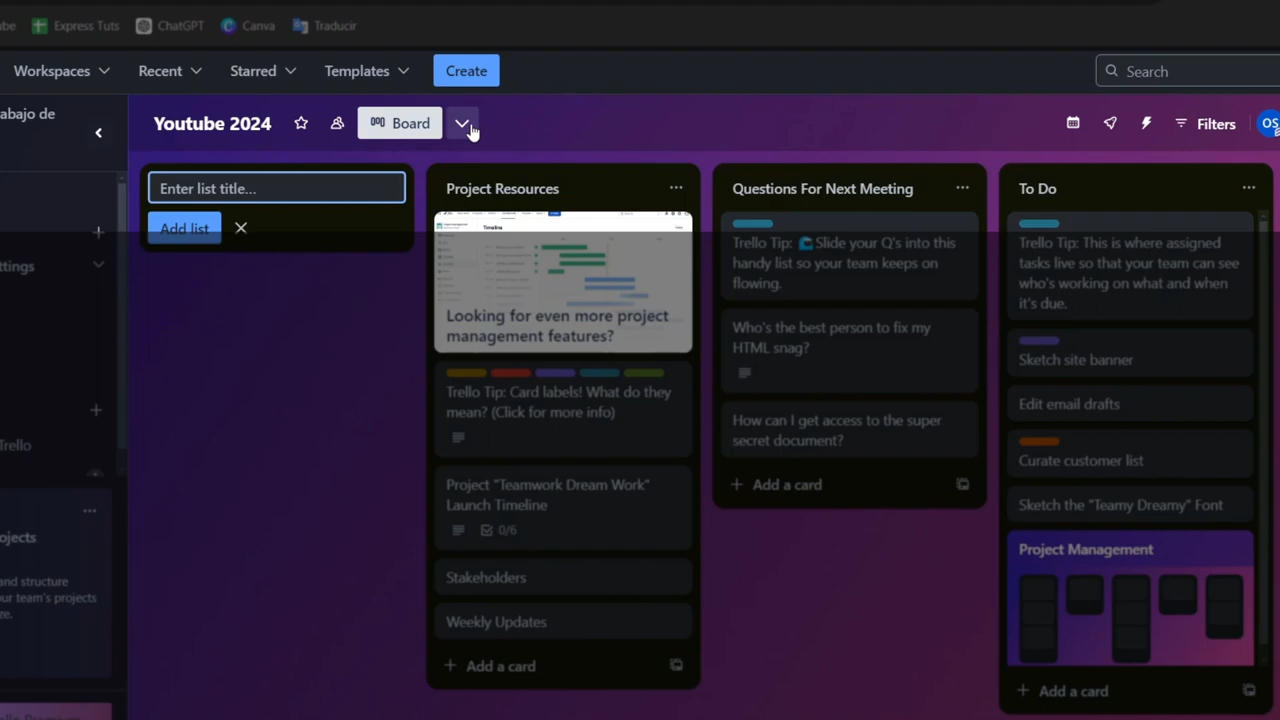 be Express Tuts ChatGPT Canva Traducir
Workspaces Recent Starred Templates Create Search
abajo de
Youtube 2024 Board Filters OS
Enter list title...
Add list
ttings
Trello
ojects
and structure
ur team's projects
ze.
Project Resources
Timeline
Looking for even more project
management features?
Trello Tip: Card labels! What do they
mean? (Click for more info)
Project "Teamwork Dream Work"
Launch Timeline
0/6
Stakeholders
Weekly Updates
+ Add a card
Questions For Next Meeting
Trello Tip: 🌊 Slide your Q's into this
handy list so your team keeps on
flowing.
Who's the best person to fix my
HTML snag?
How can I get access to the super
secret document?
+ Add a card
To Do
Trello Tip: This is where assigned
tasks live so that your team can see
who's working on what and when
it's due.
Sketch site banner
Edit email drafts
Curate customer list
Sketch the "Teamy Dreamy" Font
Project Management
+ Add a card